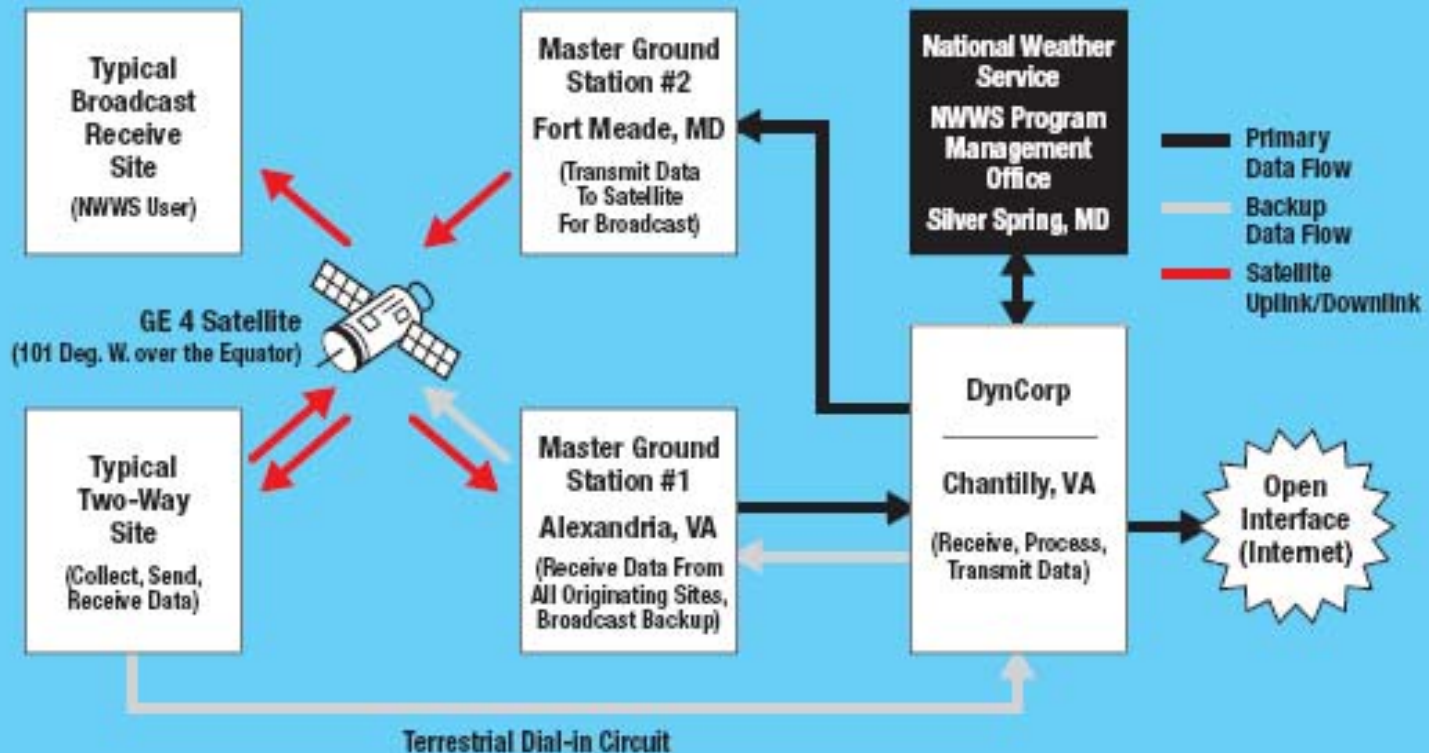 Typical
Broadcast
Receive
Site
(NWWS User)
Master Ground
Station #2
Fort Meade, MD
(Transmit Data
To Satellite
For Broadcast)
National Weather
Service
NWWS Program
Management
Office
Silver Spring, MD
Primary
Data Flow
Backup
Data Flow
Satellite
Uplink/Downlink
GE 4 Satellite
(101 Deg. W. over the Equator)
Typical
Two-Way
Site
(Collect, Send,
Receive Data)
Master Ground
Station #1
Alexandria, VA
(Receive Data From
All Originating Sites,
Broadcast Backup)
DynCorp
Chantilly, VA
(Receive, Process,
Transmit Data)
Open
Interface
(Internet)
Terrestrial Dial-in Circuit